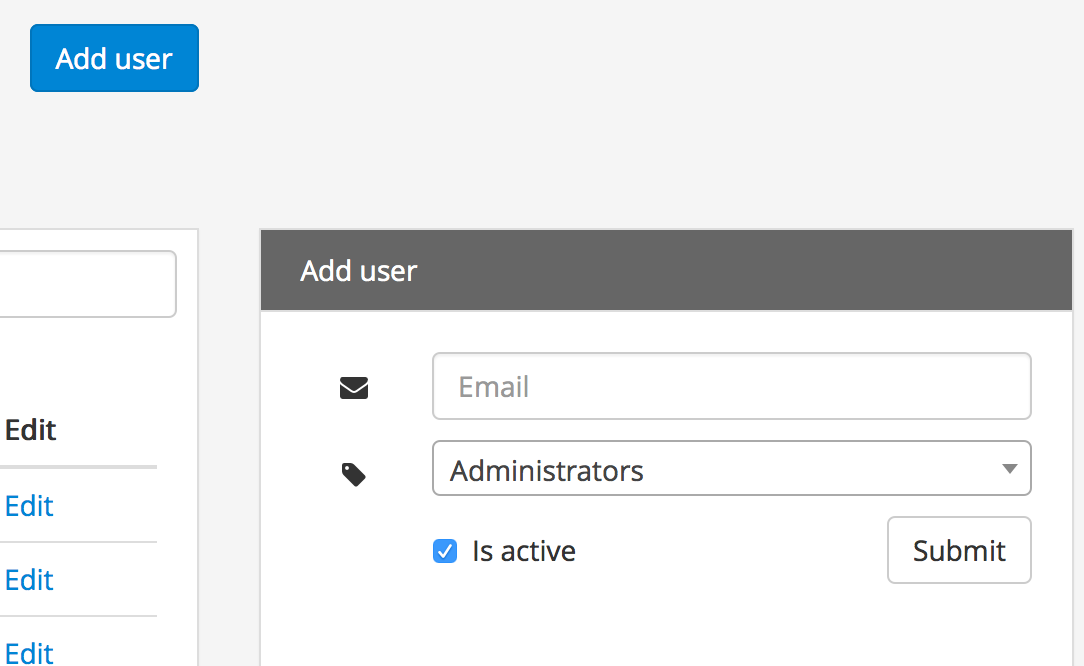 Add user
Edit
Edit
Edit
Edit
Add user
Email
Administrators
Is active
Submit